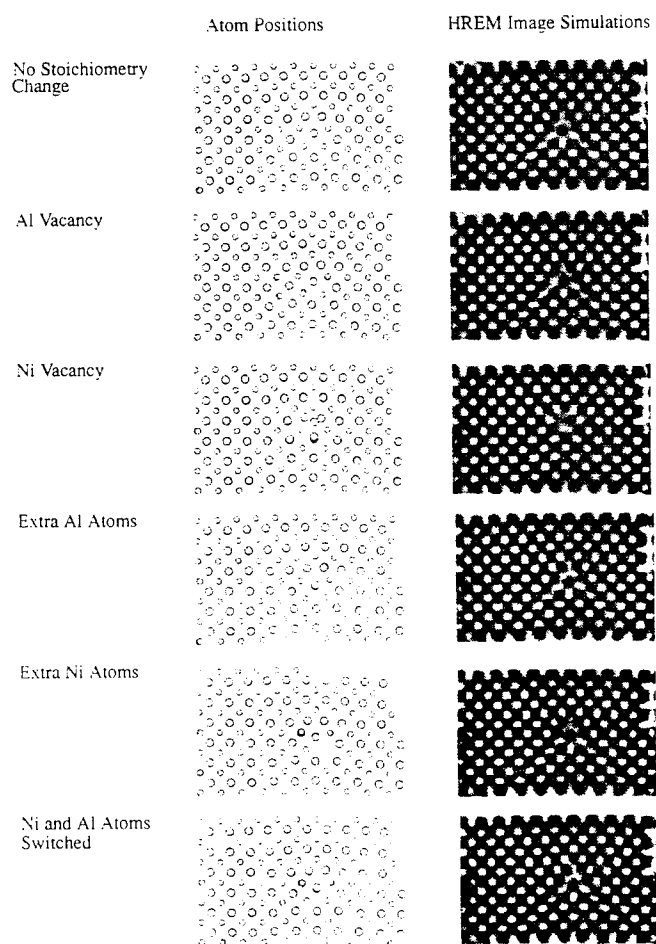 Atom Positions
HREM Image Simulations
No Stoichiometry
Change
Al Vacancy
Ni Vacancy
Extra Al Atoms
Extra Ni Atoms
Ni and Al Atoms
Switched